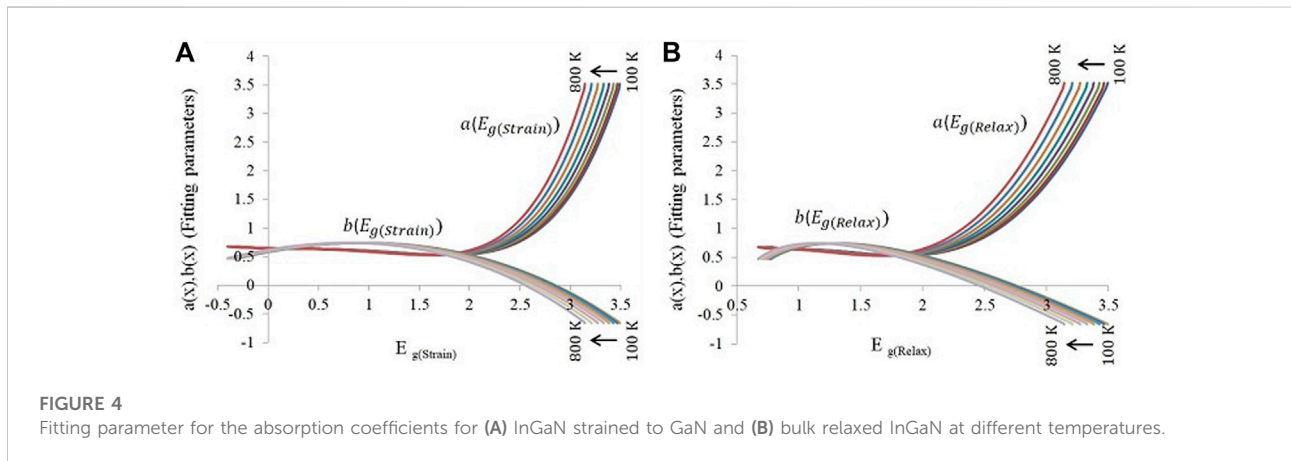 A
4
3.5
3
2.5
2
1.5
1
0.5
0
-0.5
-1
a(x),b(x) (Fitting parameters)
800 K ← 100 K
a(E_g(Strain))
b(E_g(Strain))
-0.5 0 0.5 1 1.5 2 2.5 3 3.5
800 K ← 100 K
E g(Strain)
B
4
3.5
3
2.5
2
1.5
1
0.5
0
-0.5
-1
a(x),b(x) (Fitting parameters)
800 K ← 100 K
a(E_g(Relax))
b(E_g(Relax))
0.5 1 1.5 2 2.5 3 3.5
800 K ← 100 K
E g(Relax)
FIGURE 4
Fitting parameter for the absorption coefficients for (A) InGaN strained to GaN and (B) bulk relaxed InGaN at different temperatures.